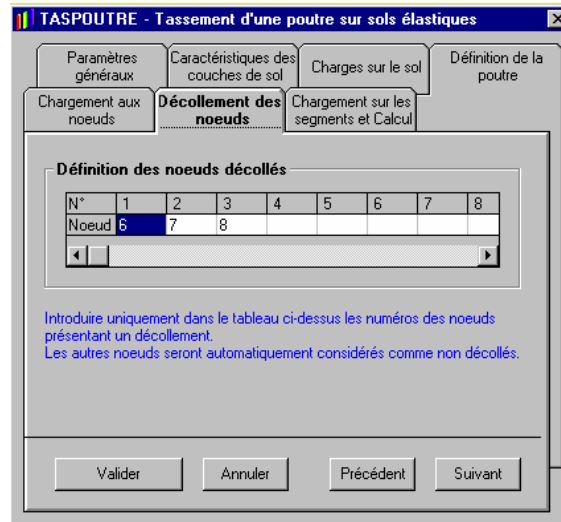 TASPOUTRE - Tassement d'une poutre sur sols élastiques
Paramètres
généraux
Caractéristiques des
couches de sol
Charges sur le sol
Définition de la
poutre
Chargement aux
noeuds
Décollement des
noeuds
Chargement sur les
segments et Calcul
Définition des noeuds décollés
N° 1 2 3 4 5 6 7 8
Noeud 6 7 8
Introduire uniquement dans le tableau ci-dessus les numéros des noeuds
présentant un décollement.
Les autres noeuds seront automatiquement considérés comme non décollés.
Valider Annuler Précédent Suivant